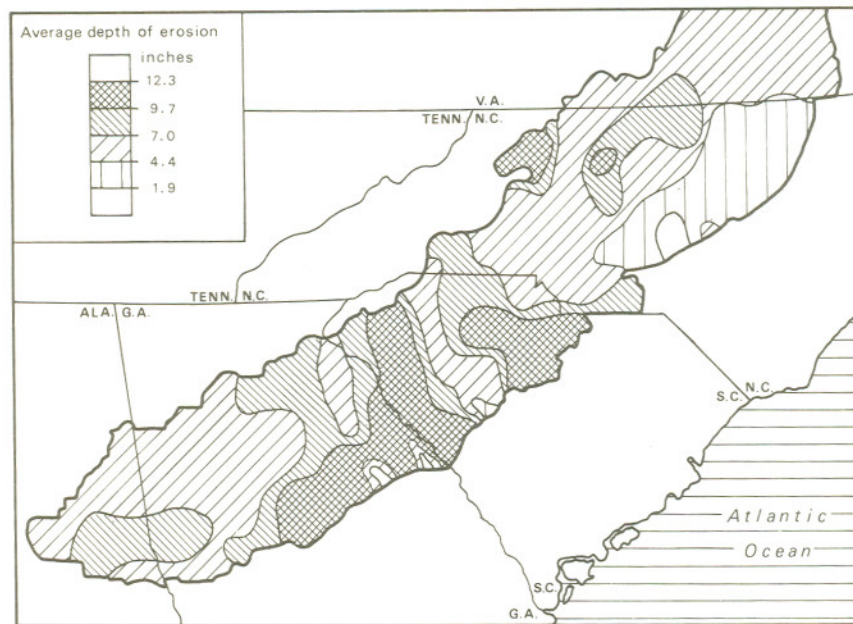 Average depth of erosion
inches
12.3
9.7
7.0
4.4
1.9
V.A.
TENN. N.C.
TENN. N.C.
ALA. G.A.
S.C. N.C.
Atlantic
Ocean
S.C.
G.A.